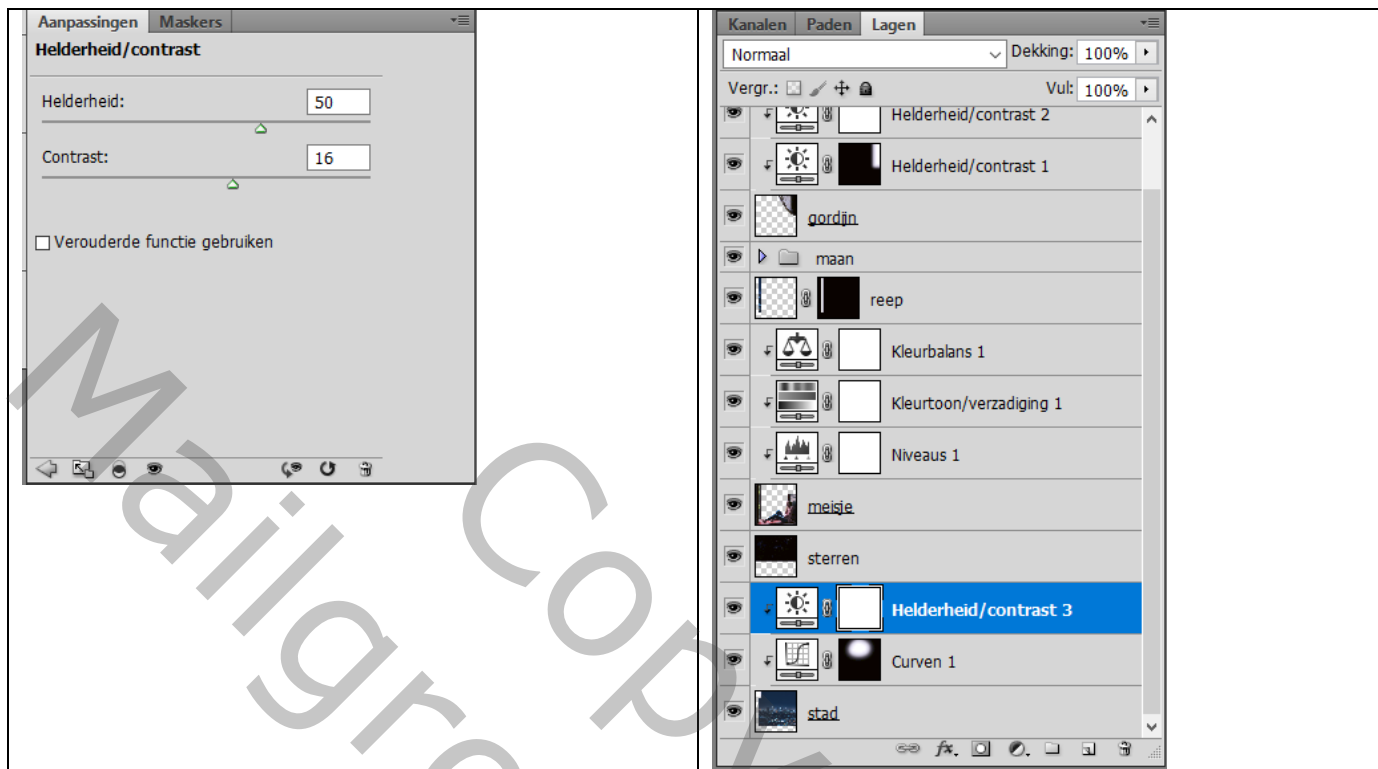 Aanpassingen Maskers
Helderheid/contrast
Helderheid: 50
Contrast: 16
Verouderde functie gebruiken
Kanalen Paden Lagen
Normaal Dekking: 100%
Vergr.: Vul: 100%
Helderheid/contrast 2
Helderheid/contrast 1
gordijn
maan
reep
Kleurbalans 1
Kleurtoon/verzadiging 1
Niveaus 1
meisje
sterren
Helderheid/contrast 3
Curven 1
stad
fx.